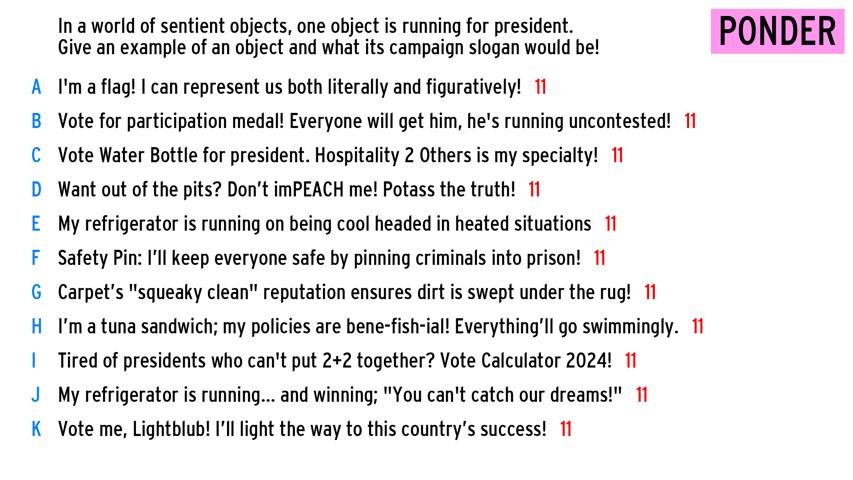 In a world of sentient objects, one object is running for president.
Give an example of an object and what its campaign slogan would be!
PONDER
A I'm a flag! I can represent us both literally and figuratively! 11
B Vote for participation medal! Everyone will get him, he's running uncontested! 11
C Vote Water Bottle for president. Hospitality 2 Others is my specialty! 11
D Want out of the pits? Don’t imPEACH me! Potass the truth! 11
E My refrigerator is running on being cool headed in heated situations 11
F Safety Pin: I’ll keep everyone safe by pinning criminals into prison! 11
G Carpet’s "squeaky clean" reputation ensures dirt is swept under the rug! 11
H I’m a tuna sandwich; my policies are bene-fish-ial! Everything’ll go swimmingly. 11
I Tired of presidents who can't put 2+2 together? Vote Calculator 2024! 11
J My refrigerator is running... and winning; "You can't catch our dreams!" 11
K Vote me, Lightblub! I’ll light the way to this country’s success! 11